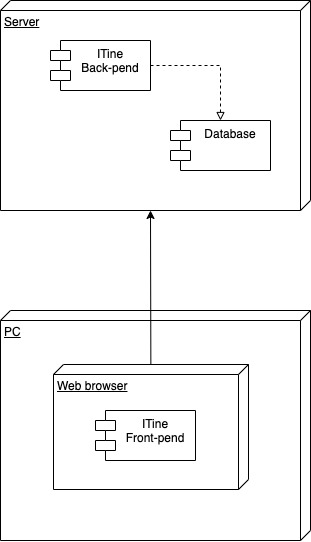 Server
ITine
Back-pend
Database
PC
Web browser
ITine
Front-pend